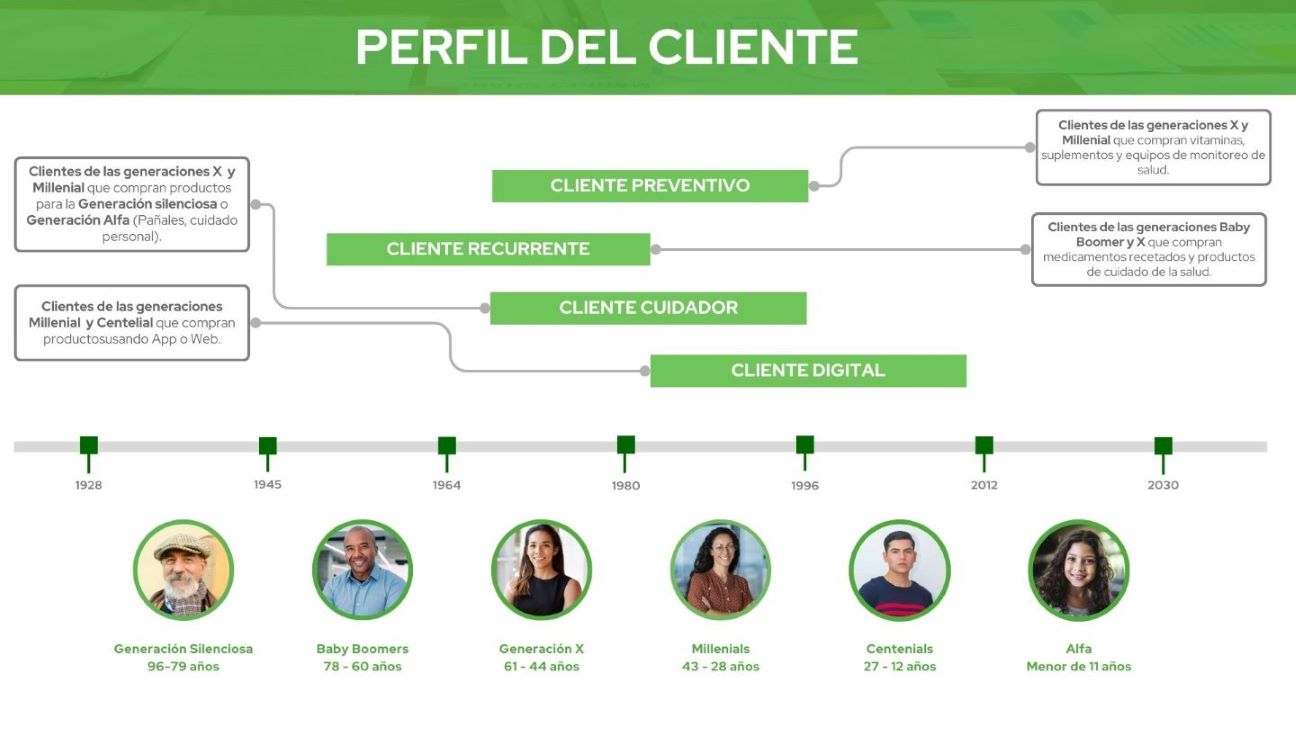 PERFIL DEL CLIENTE
Clientes de las generaciones X y
Millenial que compran productos
para la Generación silenciosa o
Generación Alfa (Pañales, cuidado
personal).
Clientes de las generaciones
Millenial y Centelial que compran
productosusando App o Web.
CLIENTE PREVENTIVO
CLIENTE RECURRENTE
CLIENTE CUIDADOR
CLIENTE DIGITAL
Clientes de las generaciones X y
Millenial que compran vitaminas,
suplementos y equipos de monitoreo de
salud.
Clientes de las generaciones Baby
Boomer y X que compran
medicamentos recetados y productos
de cuidado de la salud.
1928
1945
1964
1980
1996
2012
2030
Generación Silenciosa
96-79 años
Baby Boomers
78 - 60 años
Generación X
61 - 44 años
Millenials
43 - 28 años
Centenials
27 - 12 años
Alfa
Menor de 11 años